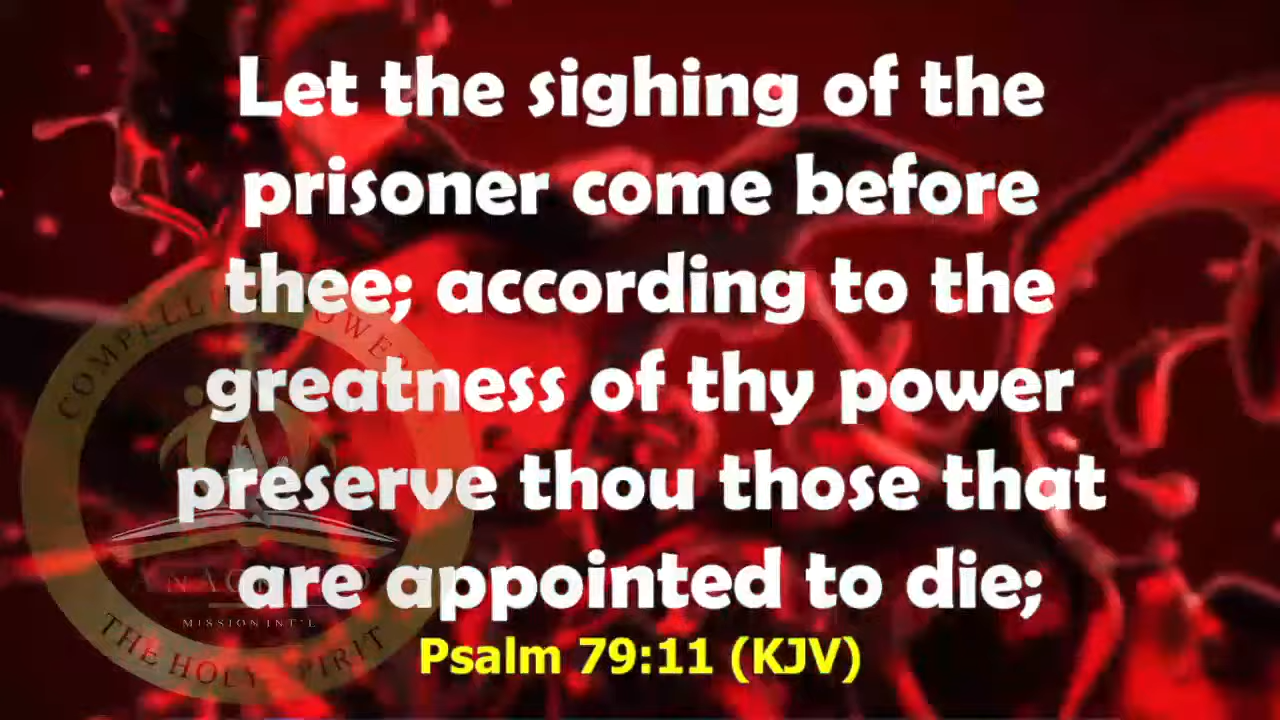 Let the sighing of the
prisoner come before
thee; according to the
greatness of thy power
preserve thou those that
are appointed to die;
Psalm 79:11 (KJV)
MISSION INT'L
THE HOLY SPIRIT